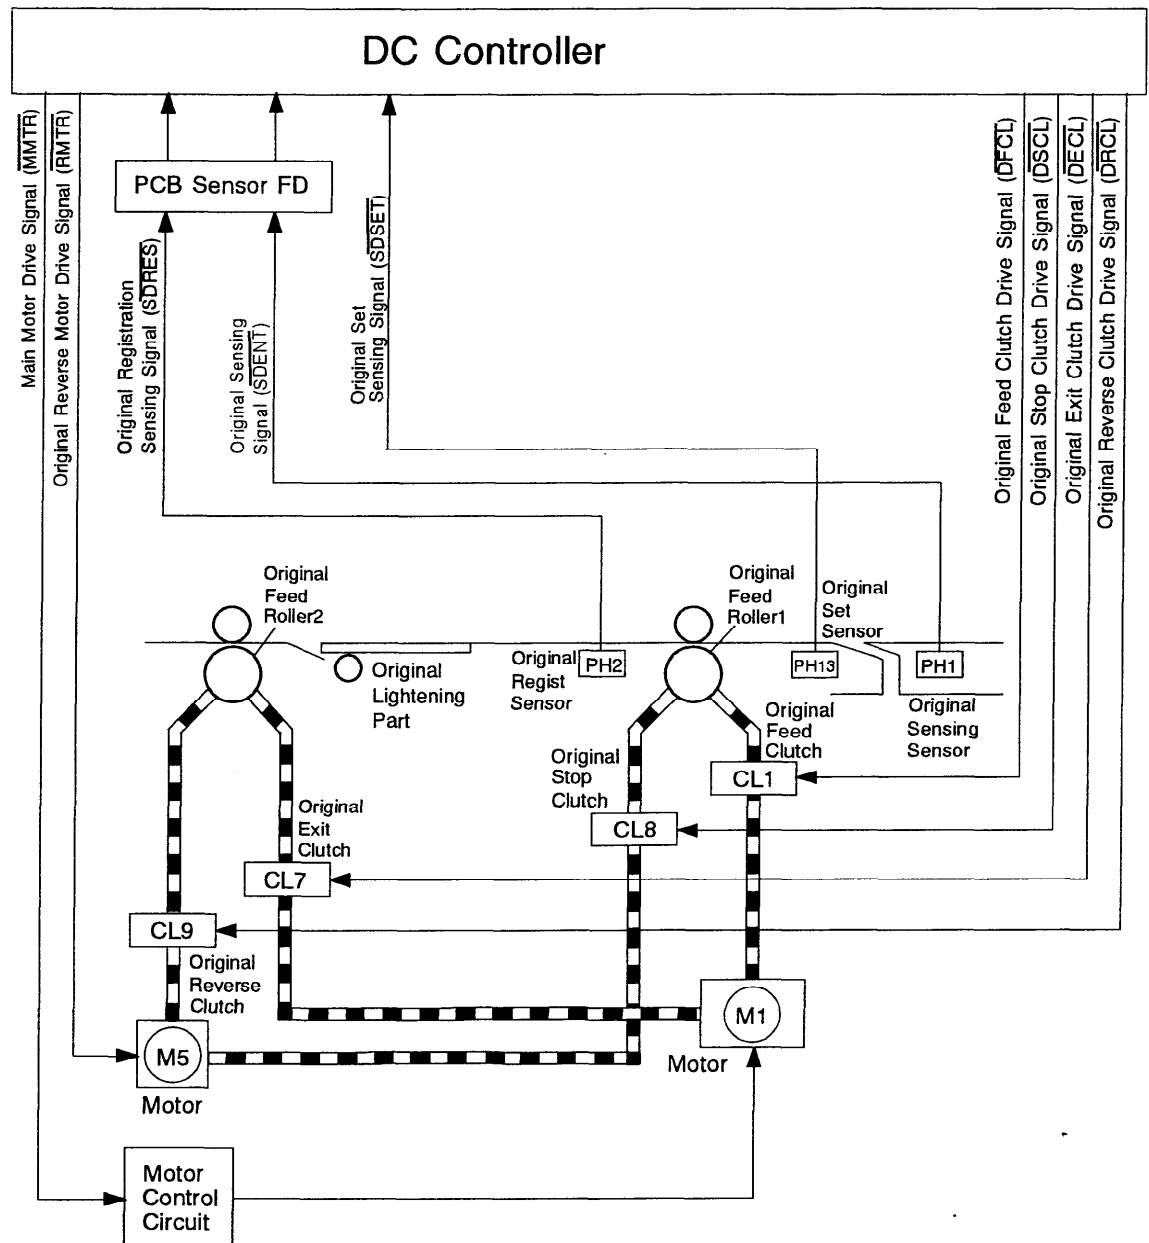 DC Controller
Main Motor Drive Signal (MMTR)
Original Reverse Motor Drive Signal (RMTR)
PCB Sensor FD
Original Registration
Sensing Signal (SDRES)
Original Sensing
Signal (SDENT)
Original Set
Sensing Signal (SDSET)
Original Feed Clutch Drive Signal (DFCL)
Original Stop Clutch Drive Signal (DSCL)
Original Exit Clutch Drive Signal (DECL)
Original Reverse Clutch Drive Signal (DRCL)
Original
Feed
Roller2
Original
Lightening
Part
Original
Regist
Sensor
PH2
Original
Feed
Roller1
Original
Set
Sensor
PH13
PH1
Original
Sensing
Sensor
Original
Feed
Clutch
CL1
Original
Stop
Clutch
CL8
Original
Exit
Clutch
CL7
CL9
Original
Reverse
Clutch
M5
Motor
M1
Motor
Motor
Control
Circuit